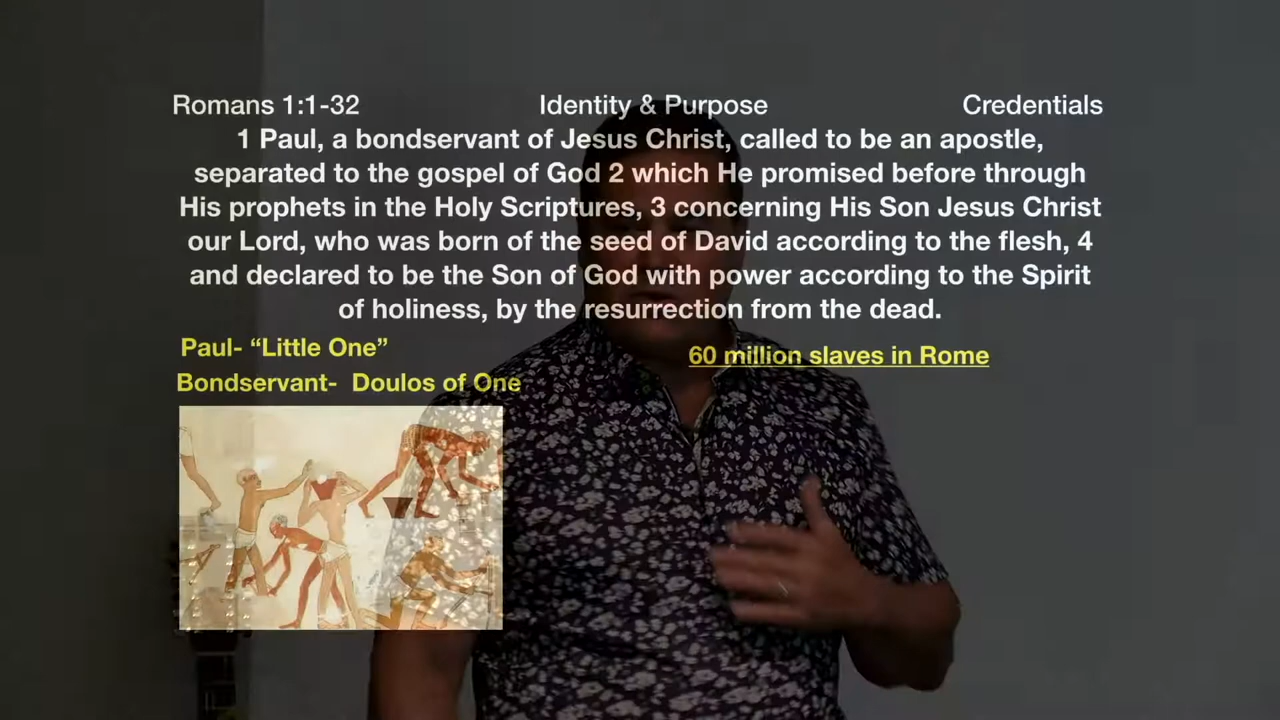 Romans 1:1-32 Identity & Purpose Credentials
1 Paul, a bondservant of Jesus Christ, called to be an apostle,
separated to the gospel of God 2 which He promised before through
His prophets in the Holy Scriptures, 3 concerning His Son Jesus Christ
our Lord, who was born of the seed of David according to the flesh, 4
and declared to be the Son of God with power according to the Spirit
of holiness, by the resurrection from the dead.
Paul- “Little One”
60 million slaves in Rome
Bondservant-  Doulos of One